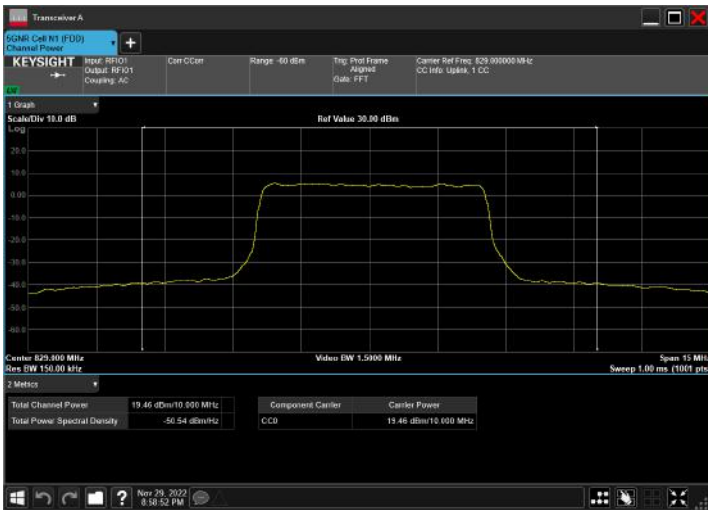 Transceiver A
5GNR Cell N1 (FDD)
Channel Power
KEYSIGHT
Input: RFIO1
Output: RFIO1
Coupling: AC
Corr CCorr
Range: -60 dBm
Trig: Prot Frame
Aligned
Gate: FFT
Carrier Ref Freq: 829.000000 MHz
CC Info: Uplink, 1 CC
1 Graph
Scale/Div 10.0 dB
Ref Value 30.00 dBm
Log
20.0
10.0
0.00
-10.0
-20.0
-30.0
-40.0
-50.0
-60.0
Center 829.000 MHz
Video BW 1.5000 MHz
Span 15 MHz
Res BW 150.00 kHz
Sweep 1.00 ms (1001 pts
2 Metrics
Total Channel Power 19.46 dBm/10.000 MHz
Total Power Spectral Density -50.54 dBm/Hz
Component Carrier Carrier Power
CC0 19.46 dBm/10.000 MHz
Nov 29, 2022
8:58:52 PM